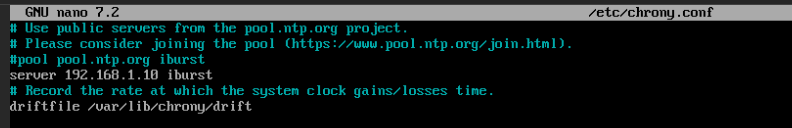 GNU nano 7.2 /etc/chrony.conf
# Use public servers from the pool.ntp.org project.
# Please consider joining the pool (https://www.pool.ntp.org/join.html).
#pool pool.ntp.org iburst
server 192.168.1.10 iburst
# Record the rate at which the system clock gains/losses time.
driftfile /var/lib/chrony/drift